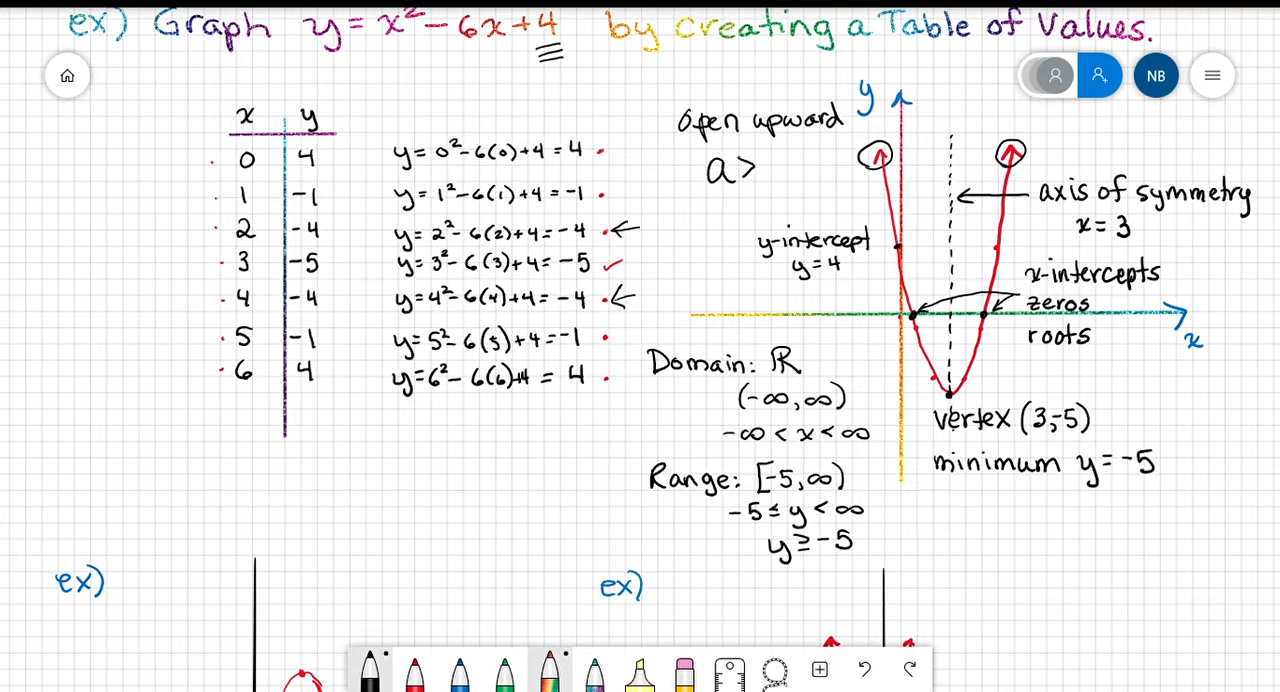 ex) Graph y = x² - 6x + 4 by creating a Table of Values.
NB
x y
0 4 y = 0² - 6(0) + 4 = 4
1 -1 y = 1² - 6(1) + 4 = -1
2 -4 y = 2² - 6(2) + 4 = -4
3 -5 y = 3² - 6(3) + 4 = -5
4 -4 y = 4² - 6(4) + 4 = -4
5 -1 y = 5² - 6(5) + 4 = -1
6 4 y = 6² - 6(6) + 4 = 4
open upward
a >
y
axis of symmetry
x = 3
y-intercept
y = 4
x-intercepts
zeros
roots
x
Domain: ℝ
(-∞, ∞)
-∞ < x < ∞
vertex (3, -5)
minimum y = -5
Range: [-5, ∞)
-5 ≤ y < ∞
y ≥ -5
ex)
ex)